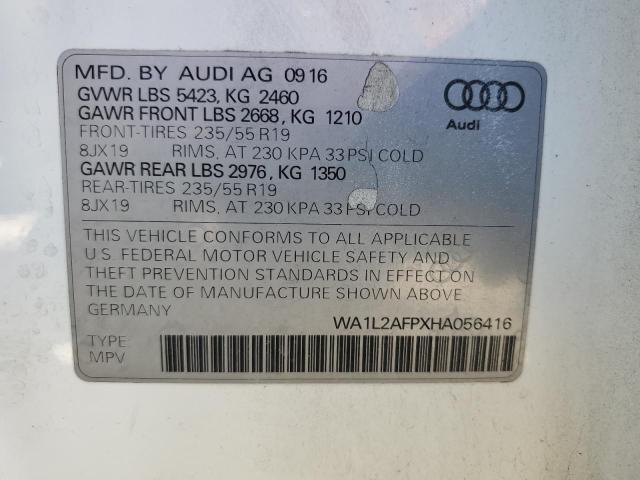 MFD. BY AUDI AG 09 16
GVWR LBS 5423, KG 2460
GAWR FRONT LBS 2668, KG 1210
FRONT-TIRES 235/55 R19
8JX19 RIMS, AT 230 KPA 33 PSI COLD
GAWR REAR LBS 2976, KG 1350
REAR-TIRES 235/55 R19
8JX19 RIMS, AT 230 KPA 33 PSI COLD
Audi
THIS VEHICLE CONFORMS TO ALL APPLICABLE
U.S. FEDERAL MOTOR VEHICLE SAFETY AND
THEFT PREVENTION STANDARDS IN EFFECT ON
THE DATE OF MANUFACTURE SHOWN ABOVE.
GERMANY
WA1L2AFPXHA056416
TYPE:
MPV